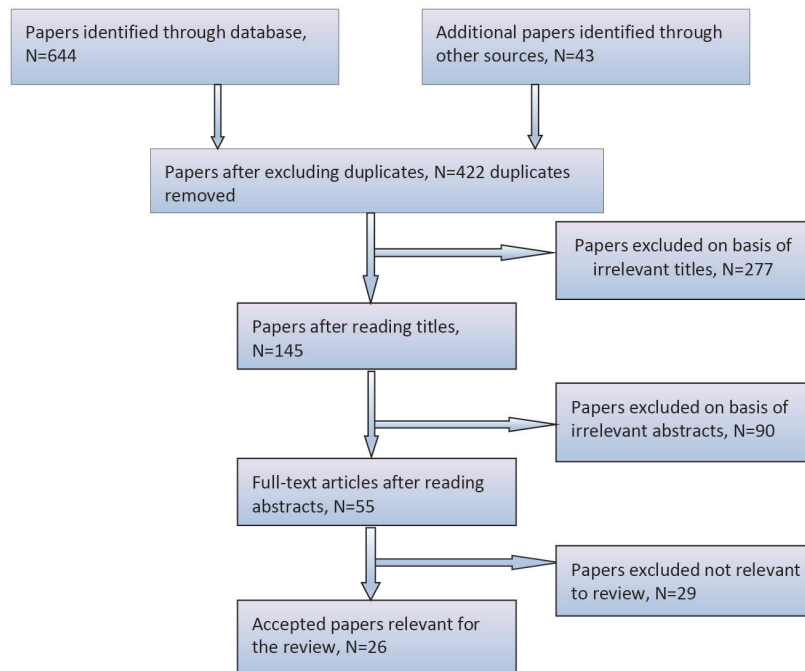 Papers identified through database,
N=644
Additional papers identified through
other sources, N=43
Papers after excluding duplicates, N=422 duplicates
removed
Papers excluded on basis of
irrelevant titles, N=277
Papers after reading titles,
N=145
Papers excluded on basis of
irrelevant abstracts, N=90
Full-text articles after reading
abstracts, N=55
Papers excluded not relevant
to review, N=29
Accepted papers relevant for
the review, N=26